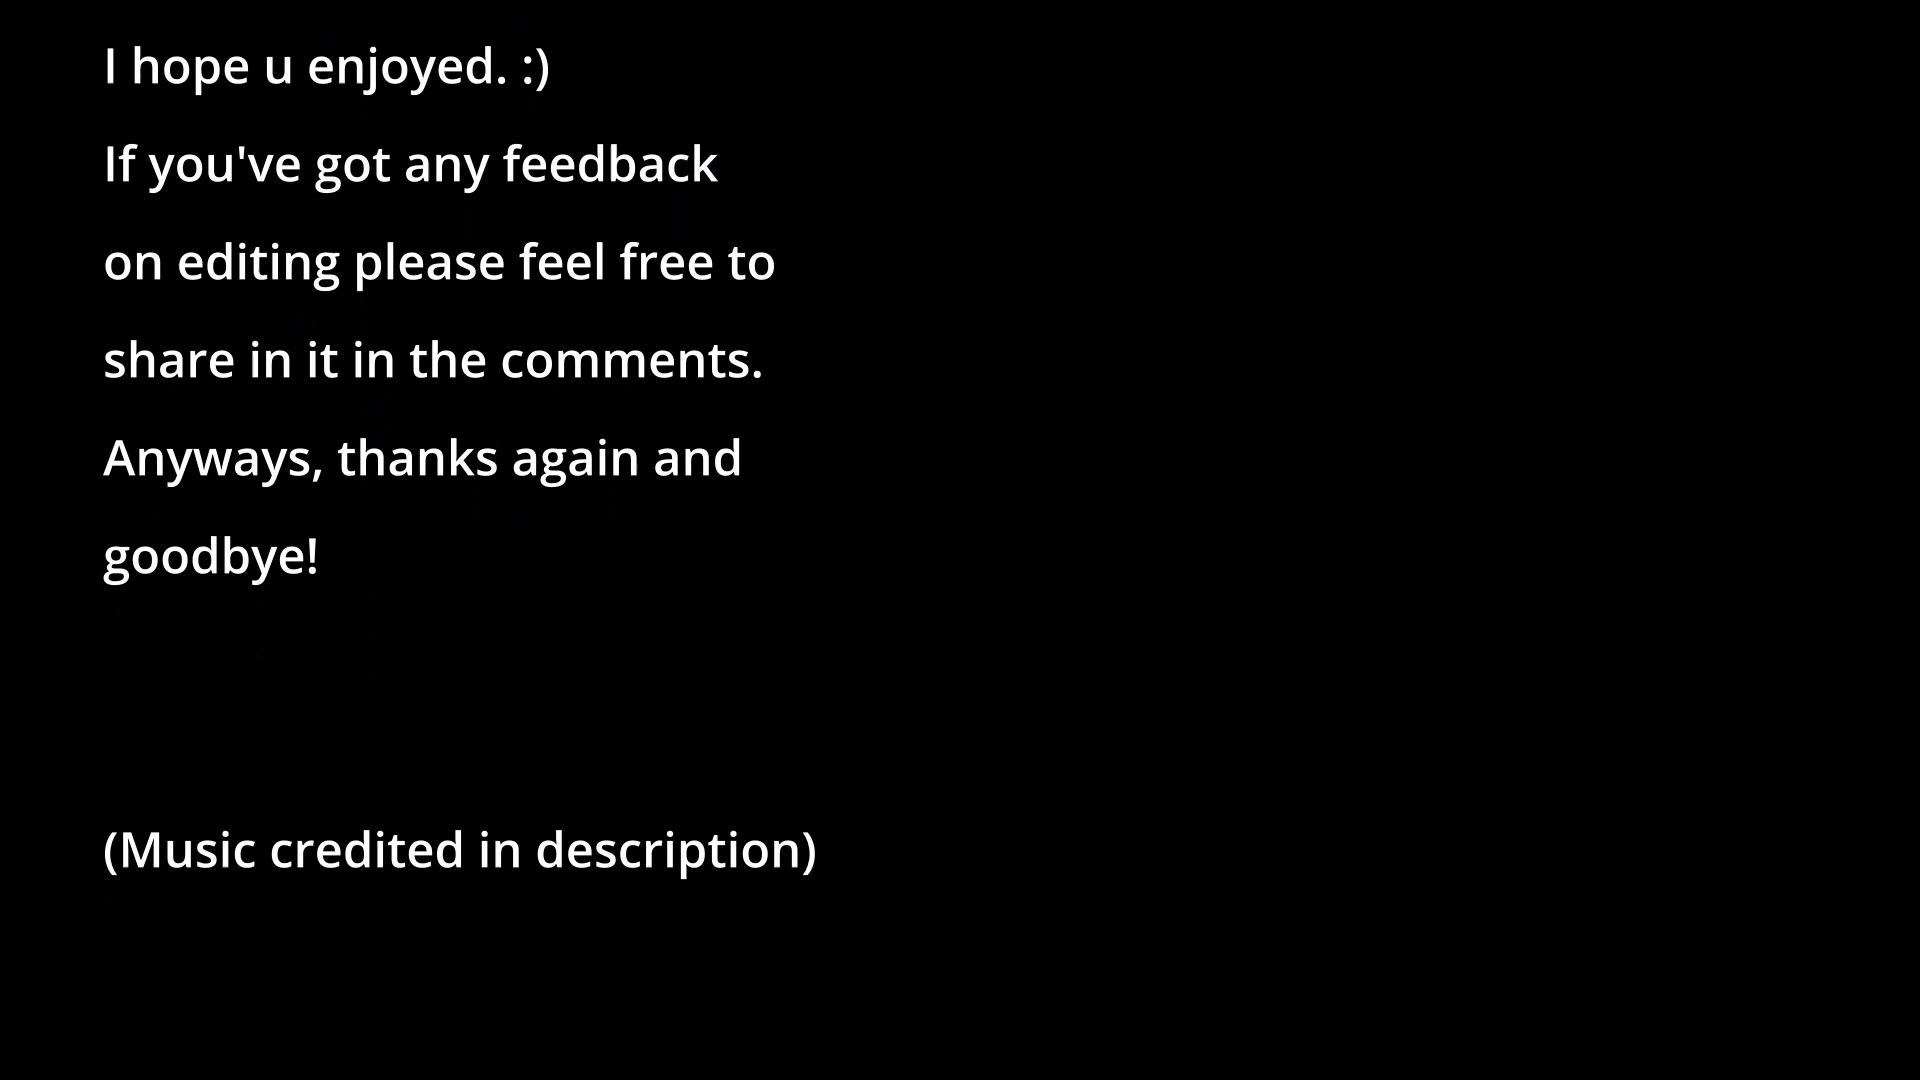 I hope u enjoyed. :)
If you've got any feedback
on editing please feel free to
share in it in the comments.
Anyways, thanks again and
goodbye!
(Music credited in description)